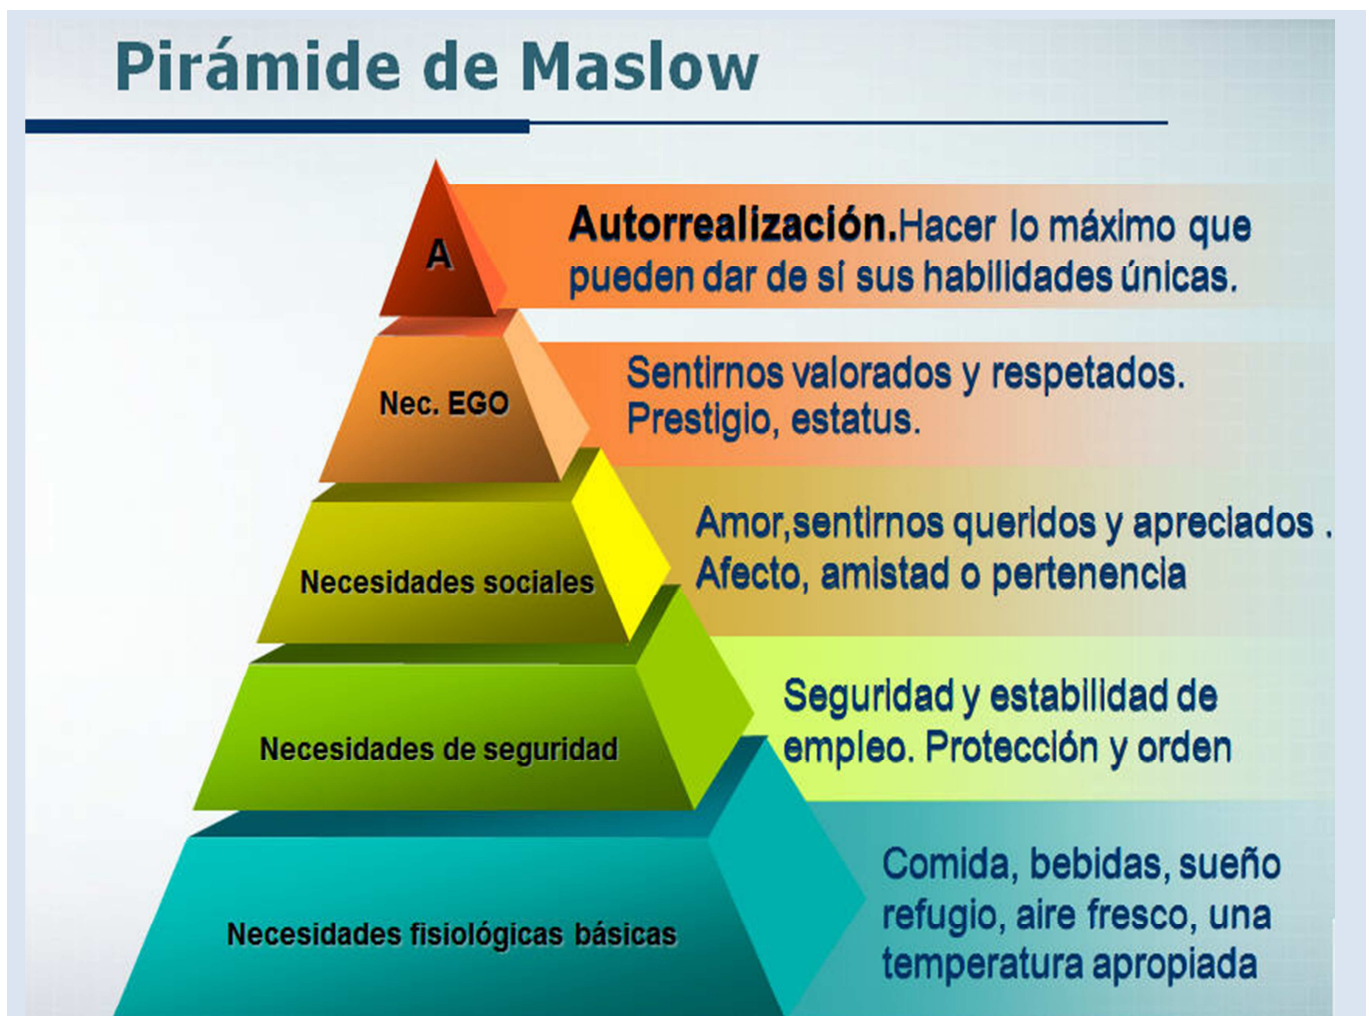 Pirámide de Maslow
A
Autorrealización.Hacer lo máximo que
pueden dar de sí sus habilidades únicas.
Nec. EGO
Sentirnos valorados y respetados.
Prestigio, estatus.
Necesidades sociales
Amor,sentirnos queridos y apreciados .
Afecto, amistad o pertenencia
Necesidades de seguridad
Seguridad y estabilidad de
empleo. Protección y orden
Necesidades fisiológicas básicas
Comida, bebidas, sueño
refugio, aire fresco, una
temperatura apropiada